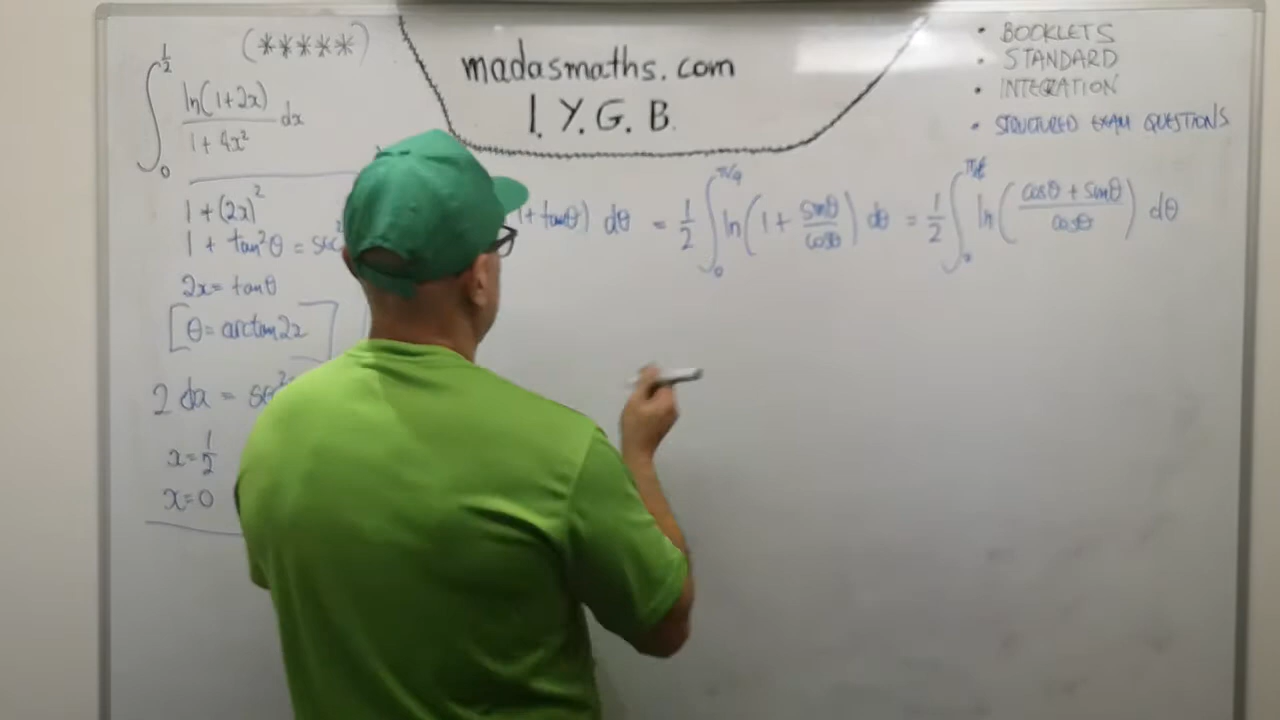 (*****)
∫₀^½ ln(1+2x) / 1+4x² dx
1+(2x)²
1 + tan²θ = sec²
2x = tanθ
[θ = arctan2x
2 dx = sec²
x = 1/2
x = 0
madasmaths.com
I.Y.G.B.
• BOOKLETS
• STANDARD
• INTEGRATION
• STRUCTURED EXAM QUESTIONS
1+tanθ) dθ = 1/2 ∫₀^π/4 ln(1 + sinθ/cosθ) dθ = 1/2 ∫₀^π/4 ln(cosθ + sinθ / cosθ) dθ